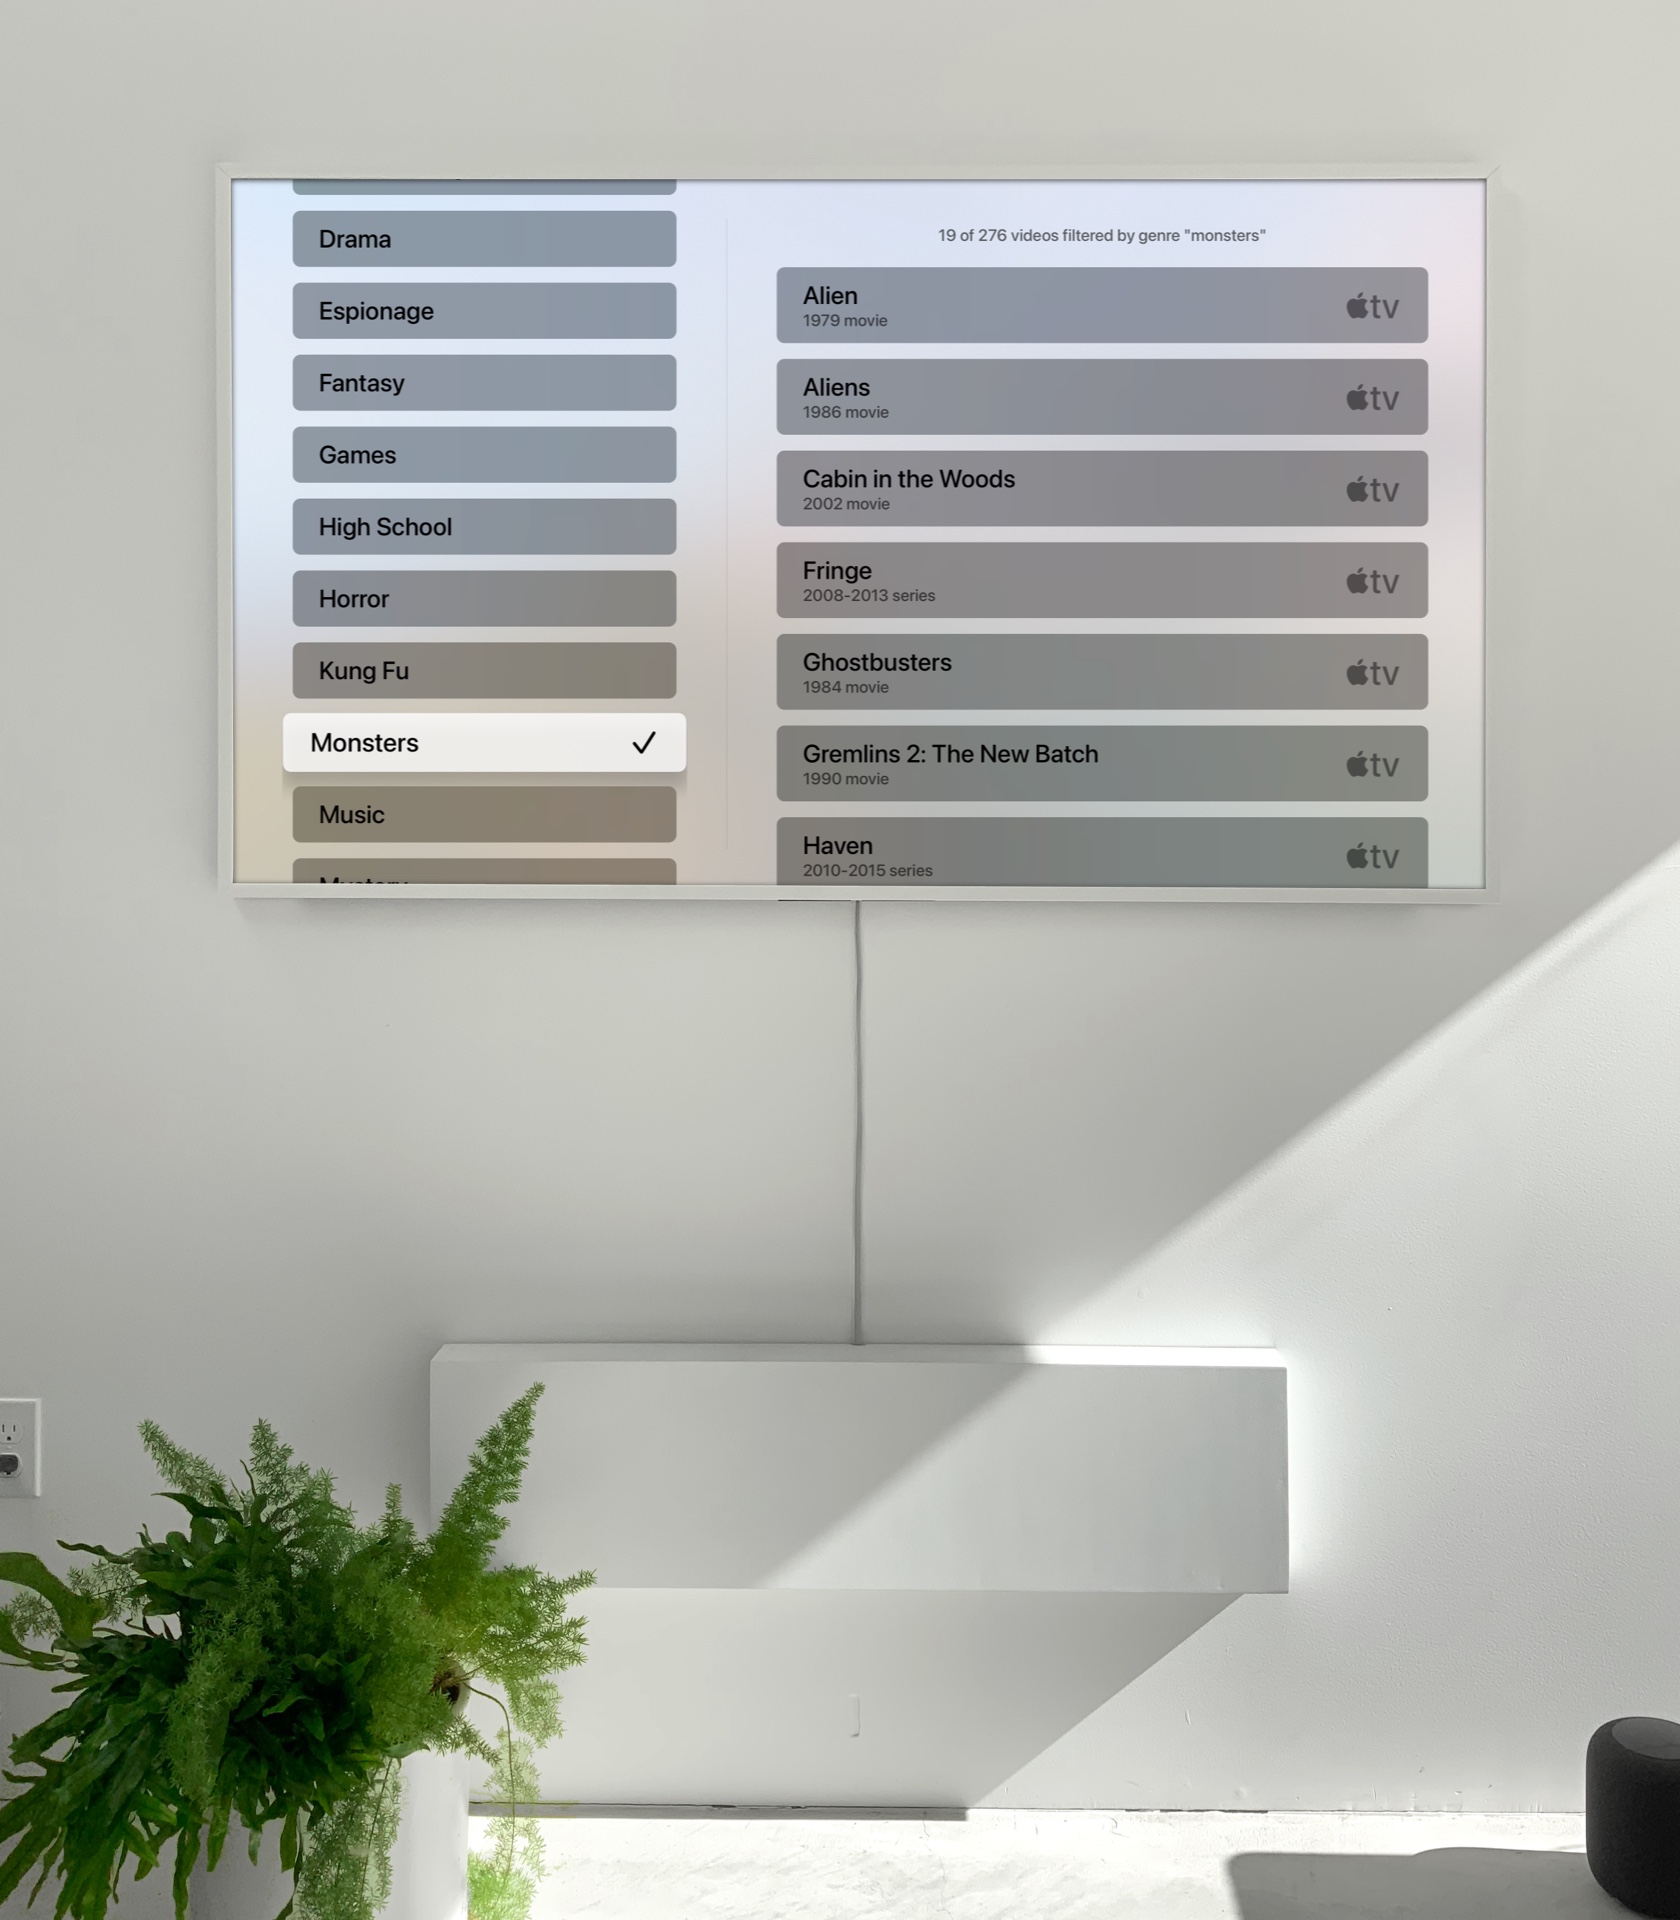 Drama
Espionage
Fantasy
Games
High School
Horror
Kung Fu
Monsters
Music
Mystery
19 of 276 videos filtered by genre "monsters"
Alien
1979 movie
tv
Aliens
1986 movie
tv
Cabin in the Woods
2002 movie
tv
Fringe
2008-2013 series
tv
Ghostbusters
1984 movie
tv
Gremlins 2: The New Batch
1990 movie
tv
Haven
2010-2015 series
tv